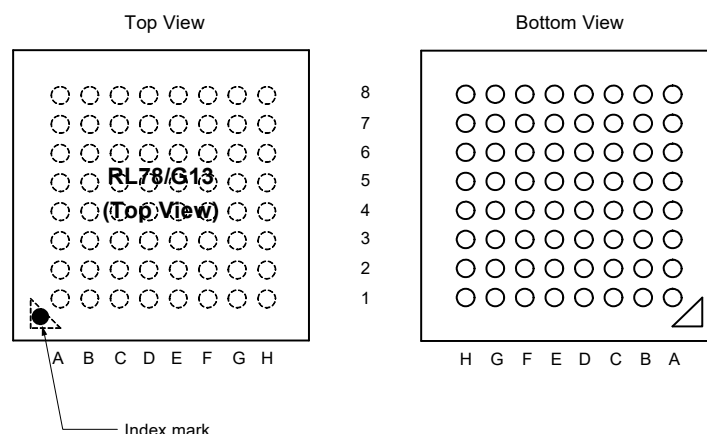 Top View
Bottom View
RL78/G13
(Top View)
8
7
6
5
4
3
2
1
A B C D E F G H
H G F E D C B A
Index mark